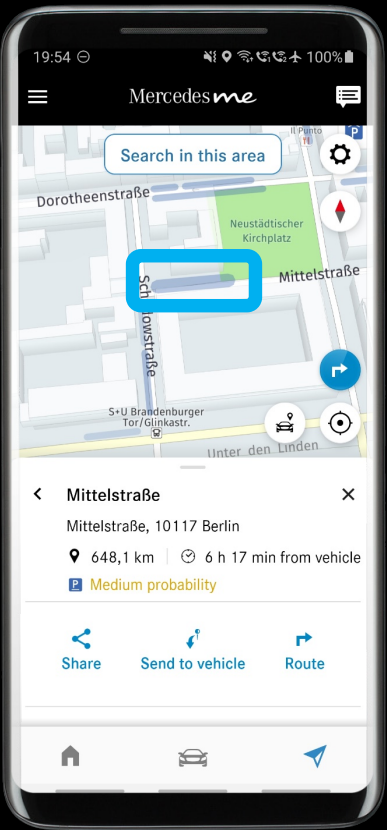 19:54 100%
Mercedes me
Il Punto
P
Search in this area
Dorotheenstraße
Neustädtischer
Kirchplatz
Mittelstraße
Sch dowstraße
S+U Brandenburger
Tor/Glinkastr.
Unter den Linden
Mittelstraße
Mittelstraße, 10117 Berlin
648,1 km 6 h 17 min from vehicle
P Medium probability
Share Send to vehicle Route